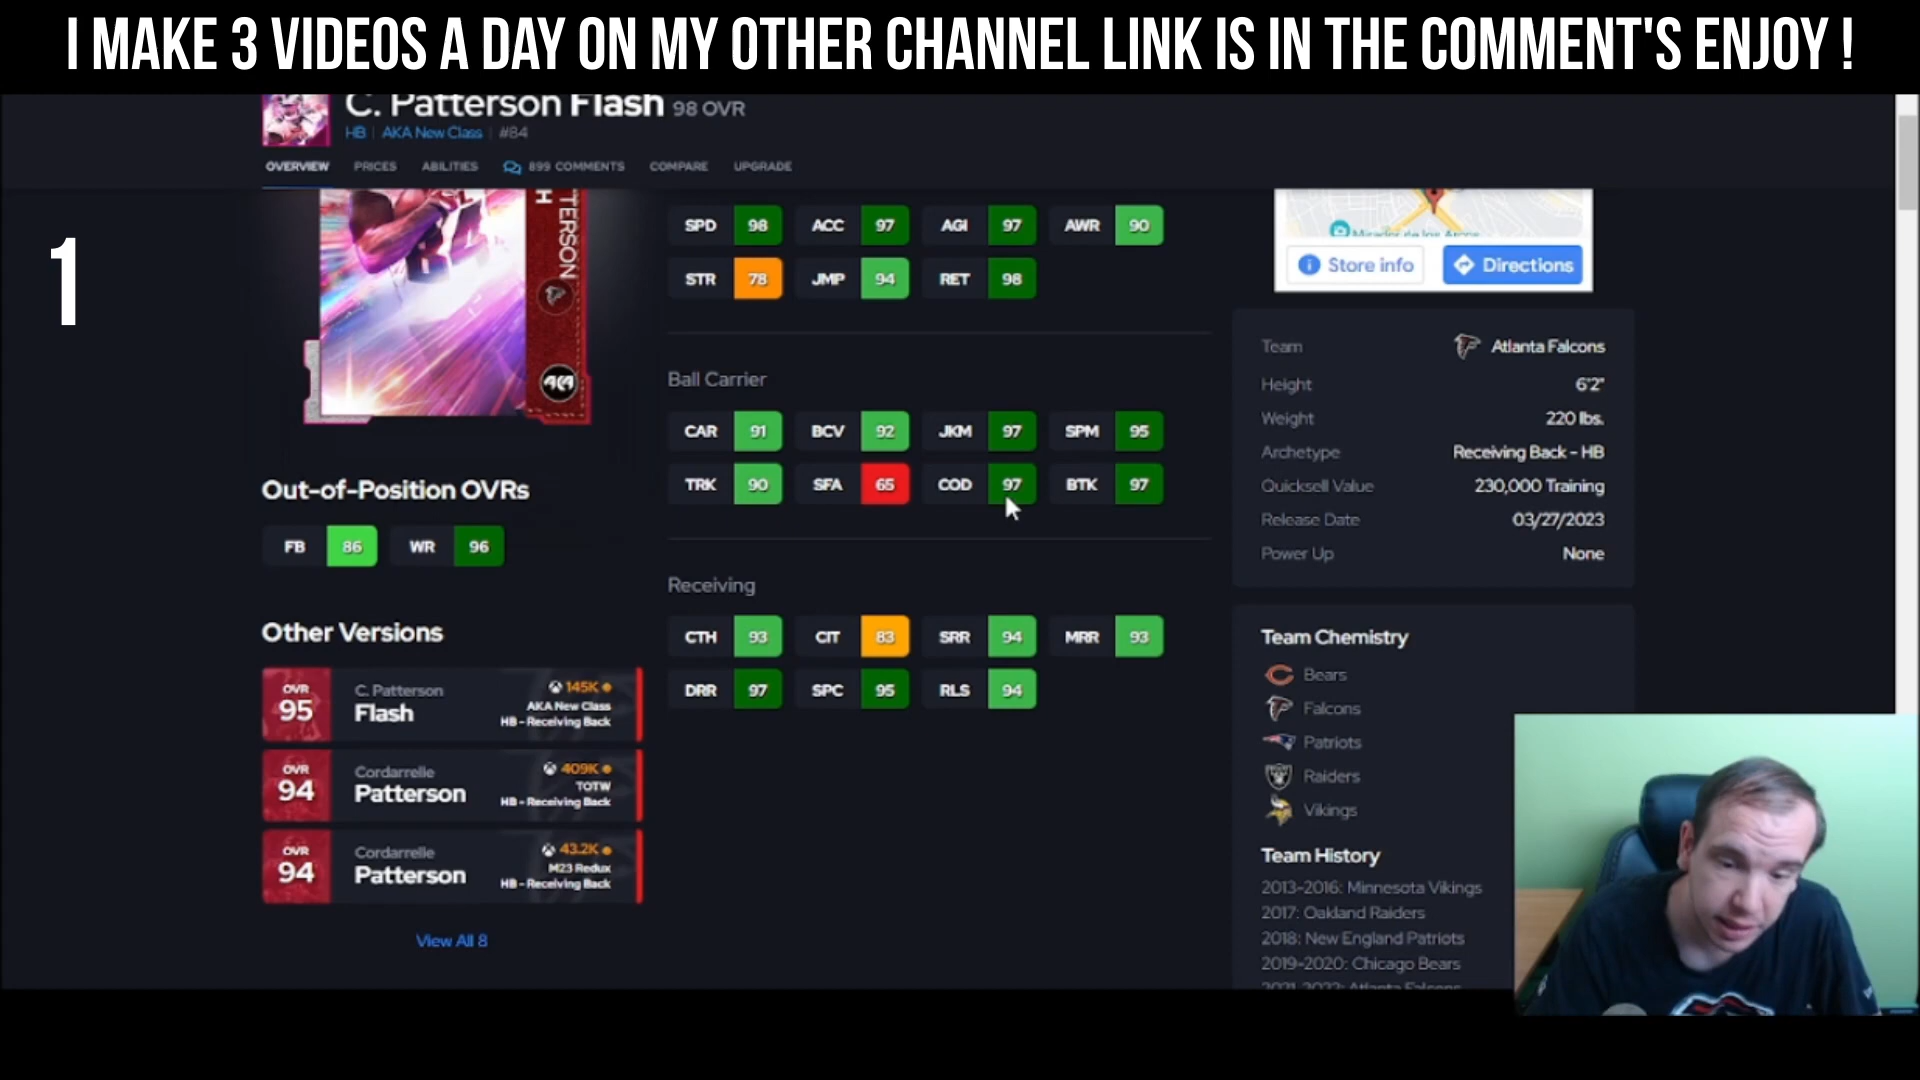 I MAKE 3 VIDEOS A DAY ON MY OTHER CHANNEL LINK IS IN THE COMMENT'S ENJOY !
1
C. Patterson Flash 98 OVR
HB | AKA New Class | #84
OVERVIEW PRICES ABILITIES 899 COMMENTS COMPARE UPGRADE
TERSON
H
SPD 98 ACC 97 AGI 97 AWR 90
STR 78 JMP 94 RET 98
Ball Carrier
CAR 91 BCV 92 JKM 97 SPM 95
TRK 90 SFA 65 COD 97 BTK 97
Receiving
CTH 93 CIT 83 SRR 94 MRR 93
DRR 97 SPC 95 RLS 94
Out-of-Position OVRs
FB 86 WR 96
Other Versions
OVR 95 C. Patterson Flash 145K AKA New Class HB - Receiving Back
OVR 94 Cordarrelle Patterson 409K TOTW HB - Receiving Back
OVR 94 Cordarrelle Patterson 43.2K M23 Redux HB - Receiving Back
View All 8
Store info Directions
Team Atlanta Falcons
Height 6'2"
Weight 220 lbs.
Archetype Receiving Back - HB
Quicksell Value 230,000 Training
Release Date 03/27/2023
Power Up None
Team Chemistry
Bears
Falcons
Patriots
Raiders
Vikings
Team History
2013-2016: Minnesota Vikings
2017: Oakland Raiders
2018: New England Patriots
2019-2020: Chicago Bears
2021-2022: Atlanta Falcons